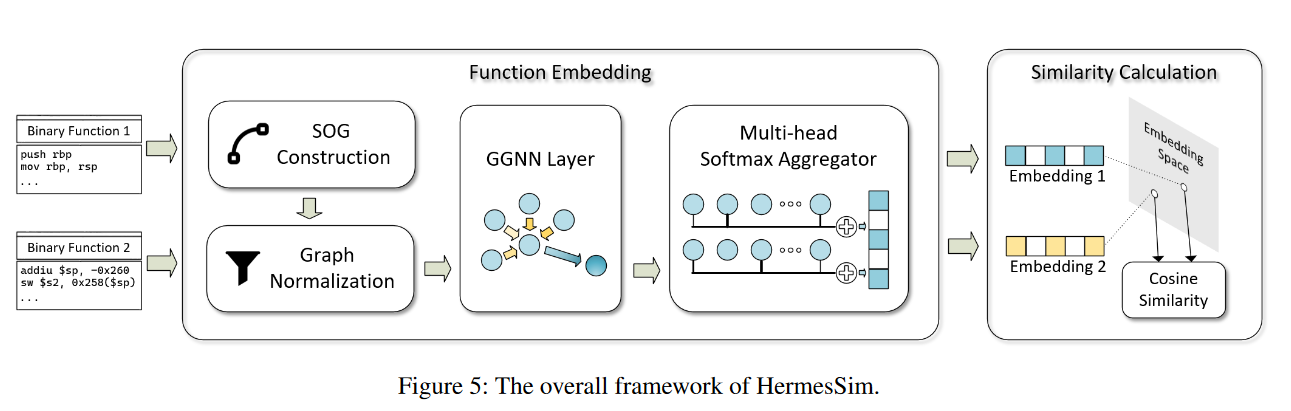 Function Embedding
Similarity Calculation
Binary Function 1
push rbp
mov rbp, rsp
...
Binary Function 2
addiu $sp, -0x260
sw $s2, 0x258($sp)
...
SOG
Construction
Graph
Normalization
GGNN Layer
Multi-head
Softmax Aggregator
Embedding 1
Embedding 2
Embedding
Space
Cosine
Similarity
Figure 5: The overall framework of HermesSim.